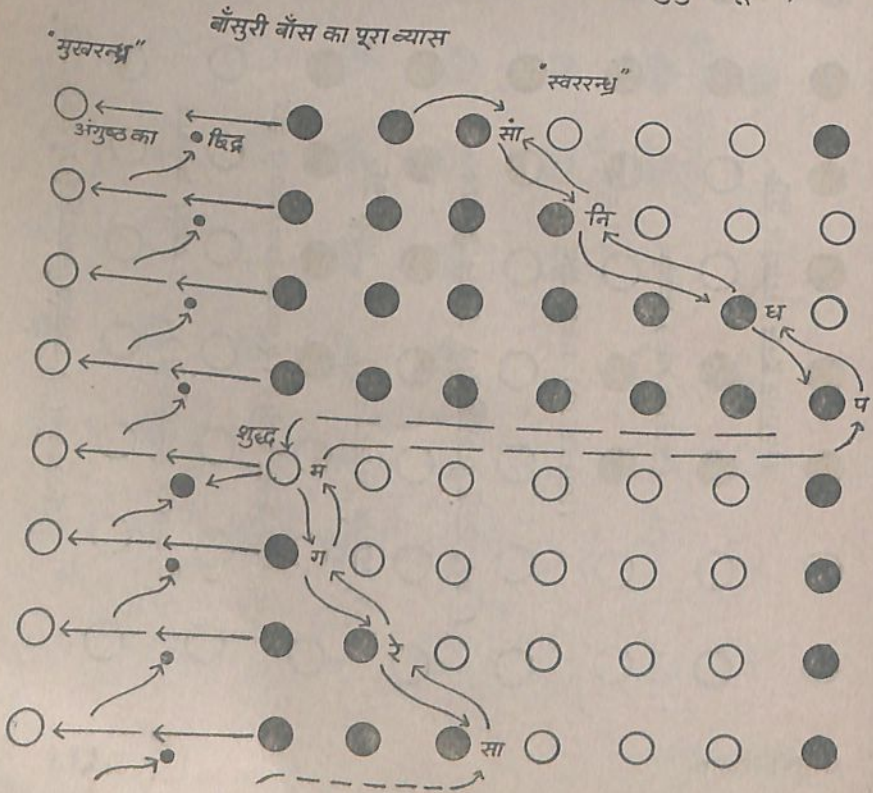 बाँसुरी बाँस का पूरा व्यास
"मुखरन्ध्र"
"स्वररन्ध्र"
सां
अंगुष्ठ का छिद्र
नि
ध
प
शुद्ध
म
ग
रे
सा